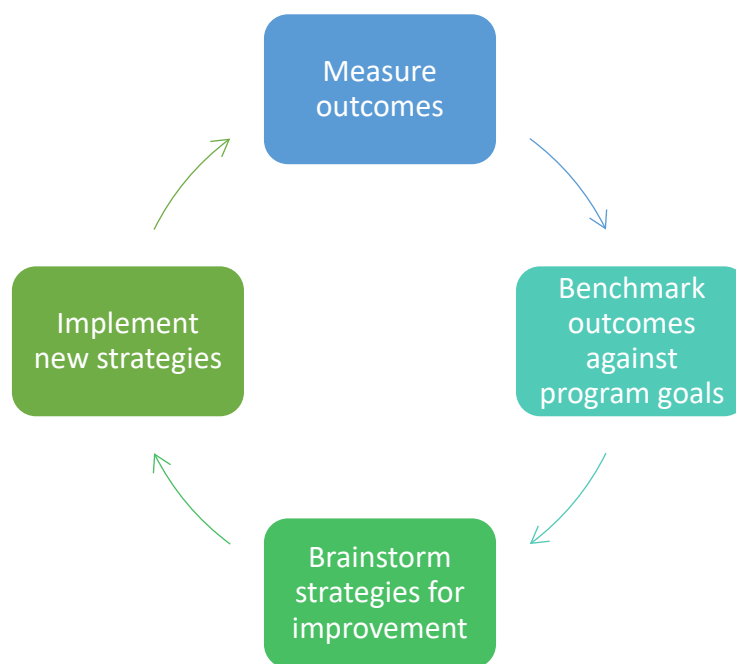 Measure
outcomes
Benchmark
outcomes
against
program goals
Brainstorm
strategies for
improvement
Implement
new strategies